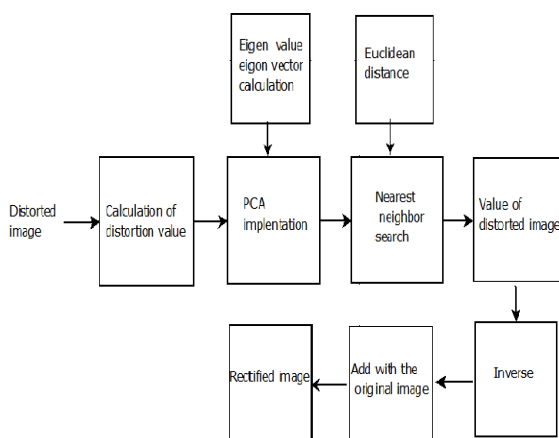 Eigen value
eigon vector
calculation
Euclidean
distance
Distorted
image
Calculation of
distortion value
PCA
implentation
Nearest
neighbor
search
Value of
distorted image
Rectified image
Add with the
original image
Inverse